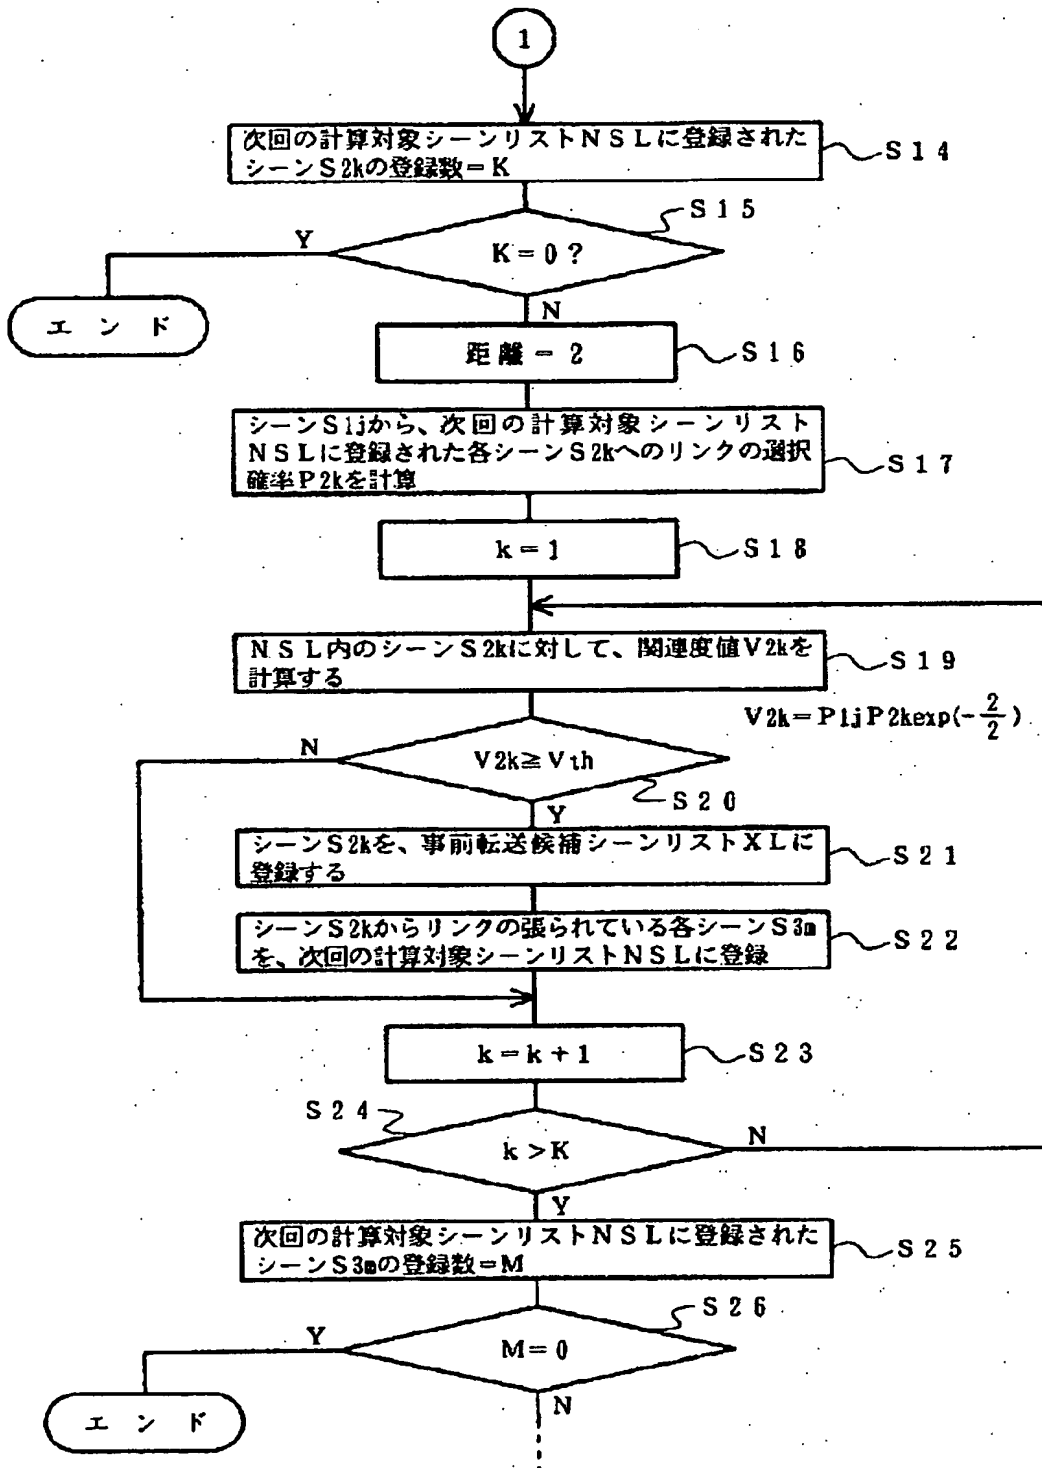 1
次回の計算対象シーンリストNSLに登録された
シーンS2kの登録数=K
S14
S15
Y
K=0?
エンド
N
距離=2
S16
シーンS1jから、次回の計算対象シーンリスト
NSLに登録された各シーンS2kへのリンクの選択
確率P2kを計算
S17
k=1
S18
NSL内のシーンS2kに対して、関連度値V2kを
計算する
S19
V2k=P1jP2kexp(-2/2)
N
V2k≧Vth
S20
Y
シーンS2kを、事前転送候補シーンリストXLに
登録する
S21
シーンS2kからリンクの張られている各シーンS3m
を、次回の計算対象シーンリストNSLに登録
S22
k=k+1
S23
S24
k>K
N
Y
次回の計算対象シーンリストNSLに登録された
シーンS3mの登録数=M
S25
S26
Y
M=0
エンド
N